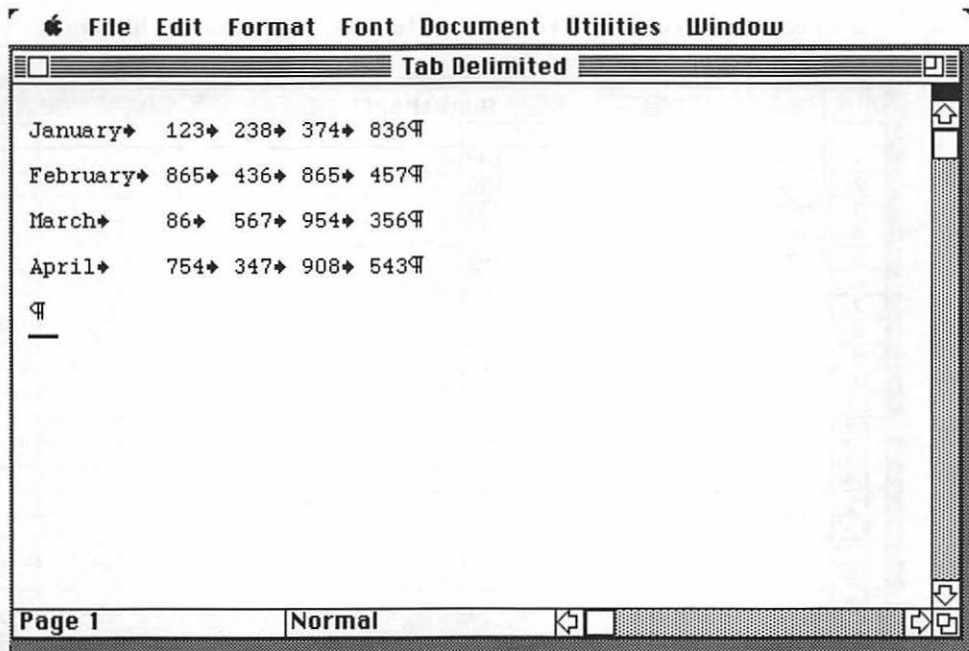 File Edit Format Font Document Utilities Window
Tab Delimited
January➧ 123➧ 238➧ 374➧ 836¶
February➧ 865➧ 436➧ 865➧ 457¶
March➧ 86➧ 567➧ 954➧ 356¶
April➧ 754➧ 347➧ 908➧ 543¶
¶
Page 1 Normal